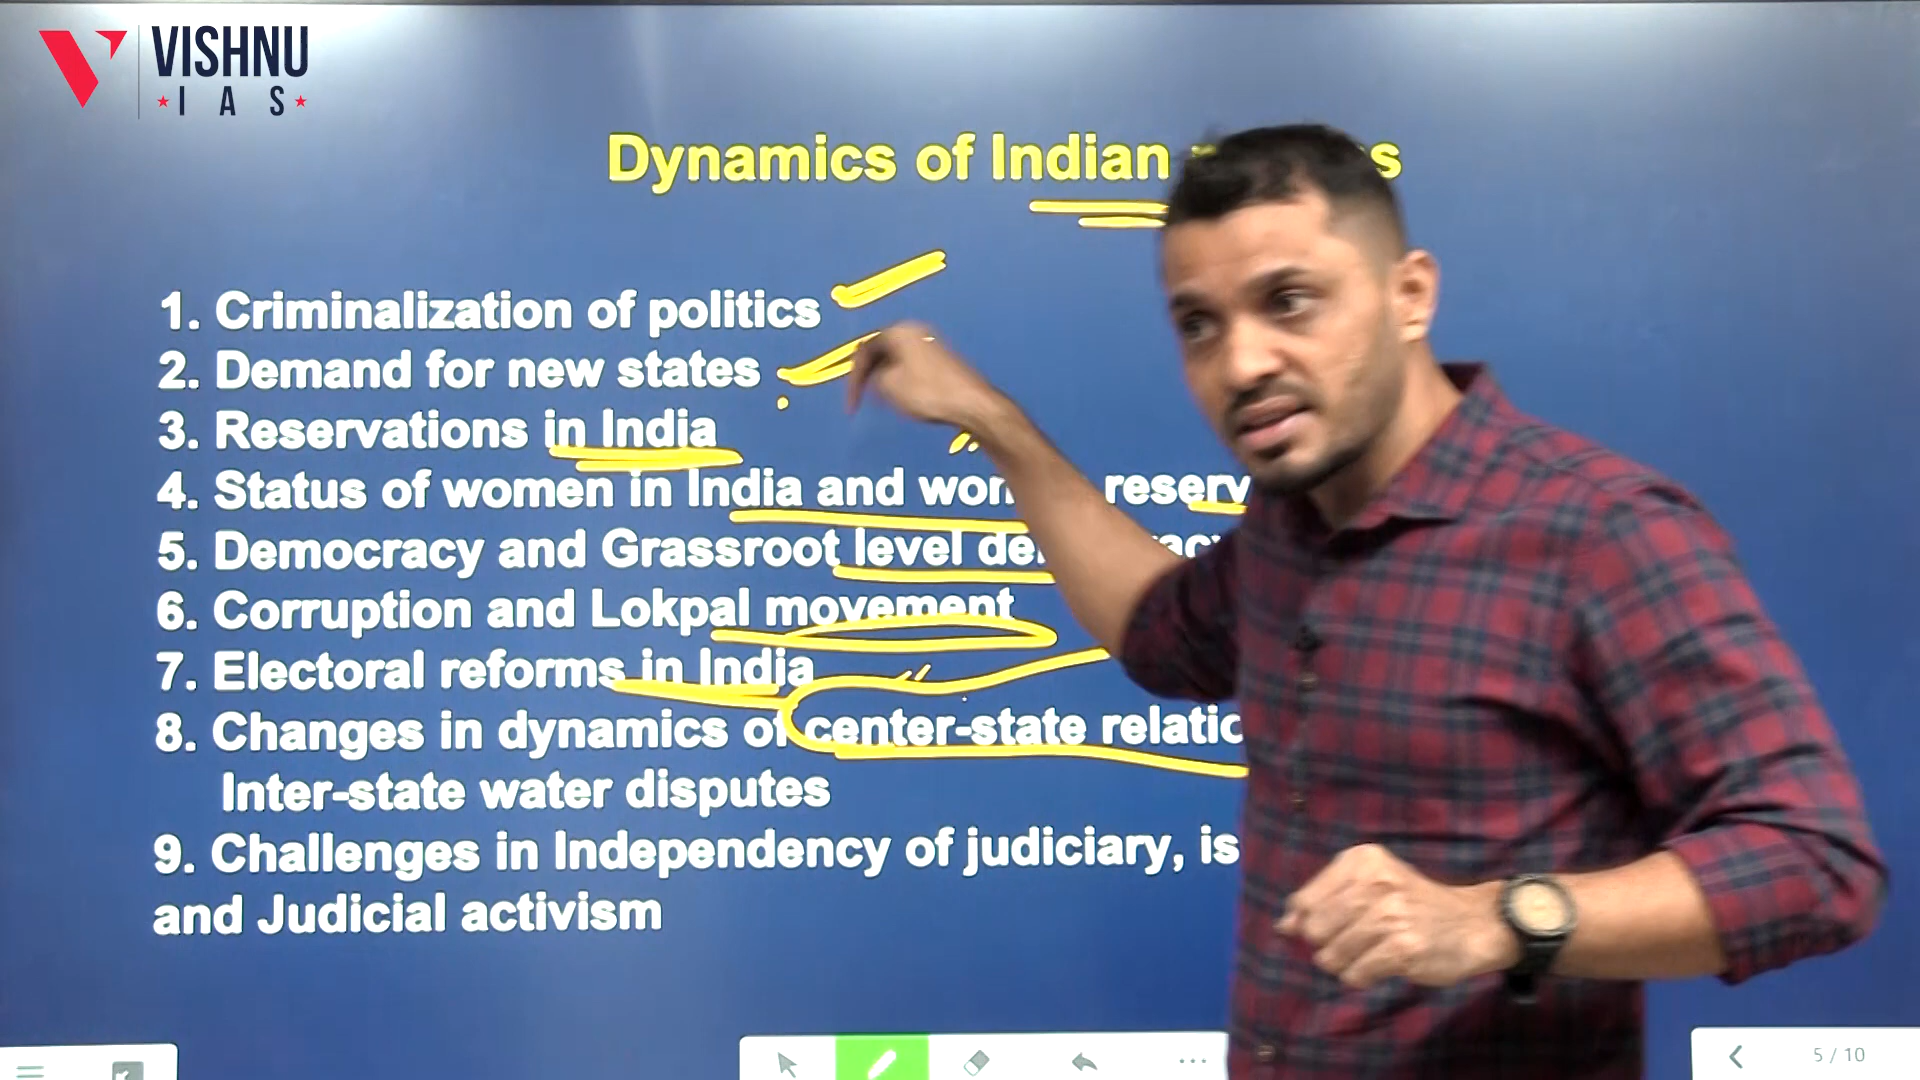 VISHNU
IAS
Dynamics of Indian
1. Criminalization of politics
2. Demand for new states
3. Reservations in India
4. Status of women in India and reserv
5. Democracy and Grassroot level
6. Corruption and Lokpal movement
7. Electoral reforms in India
8. Changes in dynamics of center-state
Inter-state water disputes
9. Challenges in Independency of judiciary, is
and Judicial activism
5 / 10